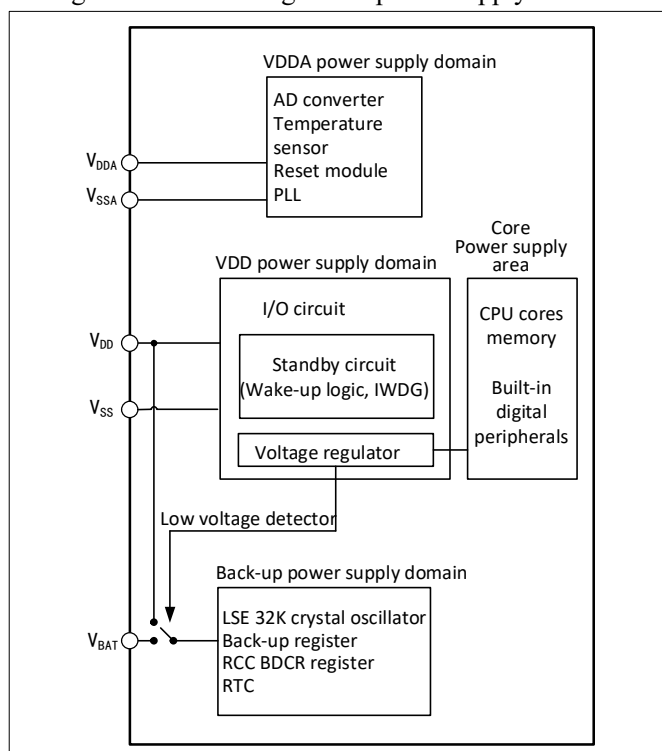 VDDA power supply domain
AD converter
Temperature
sensor
Reset module
PLL
VDDA
VSSA
Core
Power supply
area
VDD power supply domain
I/O circuit
CPU cores
memory
VDD
Standby circuit
(Wake-up logic, IWDG)
Built-in
digital
peripherals
VSS
Voltage regulator
Low voltage detector
Back-up power supply domain
LSE 32K crystal oscillator
Back-up register
RCC BDCR register
RTC
VBAT